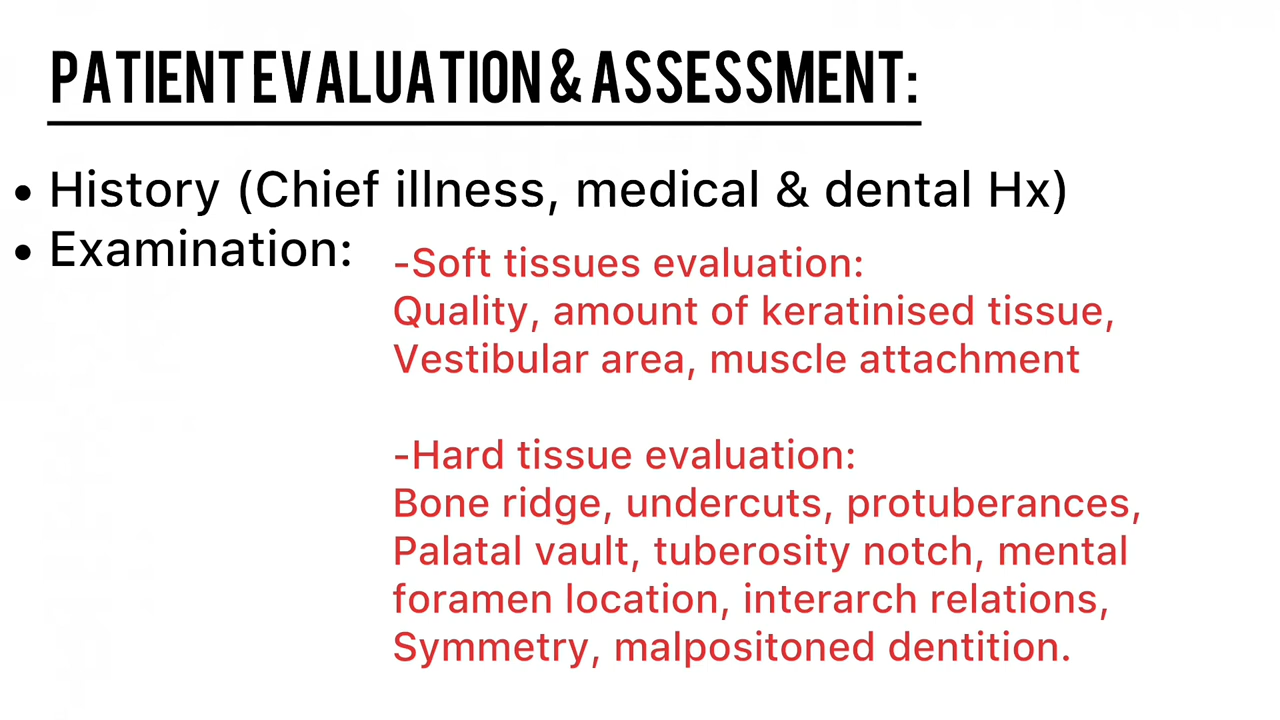 PATIENT EVALUATION & ASSESSMENT:
• History (Chief illness, medical & dental Hx)
• Examination:
-Soft tissues evaluation:
Quality, amount of keratinised tissue,
Vestibular area, muscle attachment
-Hard tissue evaluation:
Bone ridge, undercuts, protuberances,
Palatal vault, tuberosity notch, mental
foramen location, interarch relations,
Symmetry, malpositoned dentition.